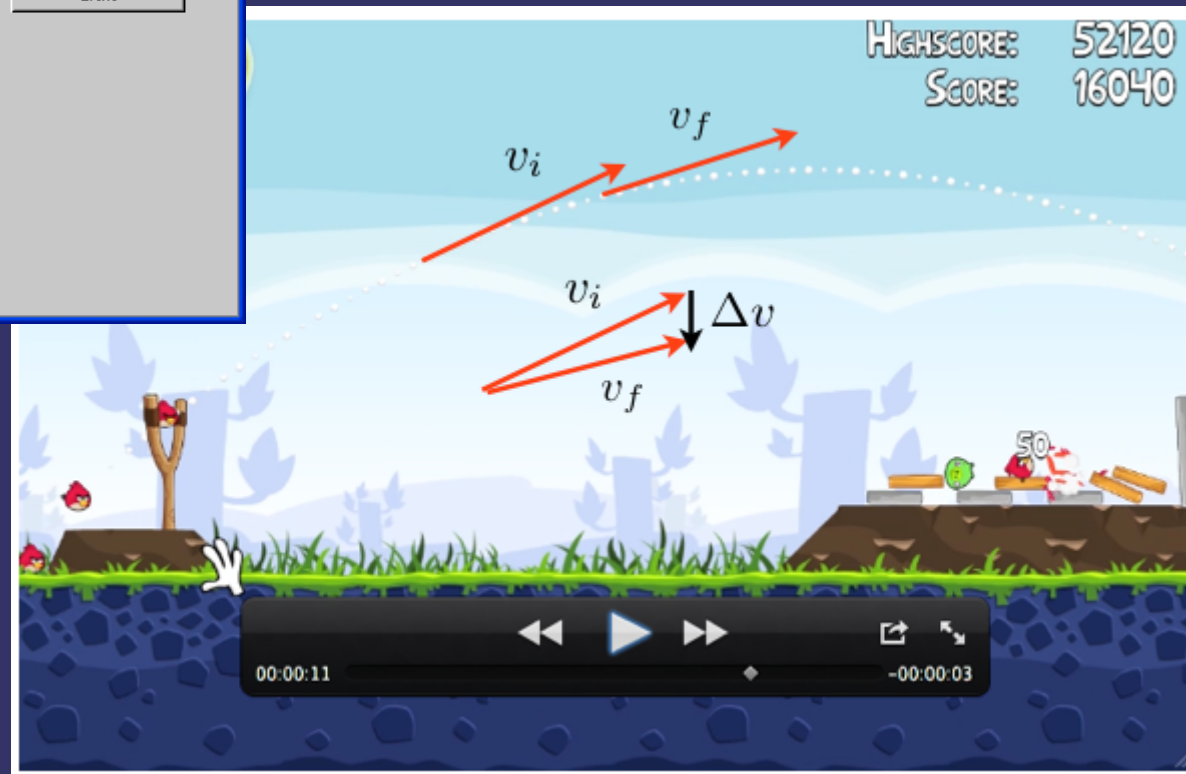 HIGHSCORE: 52120
SCORE: 16040
v_f
v_i
v_i
Δv
v_f
50
00:00:11
-00:00:03